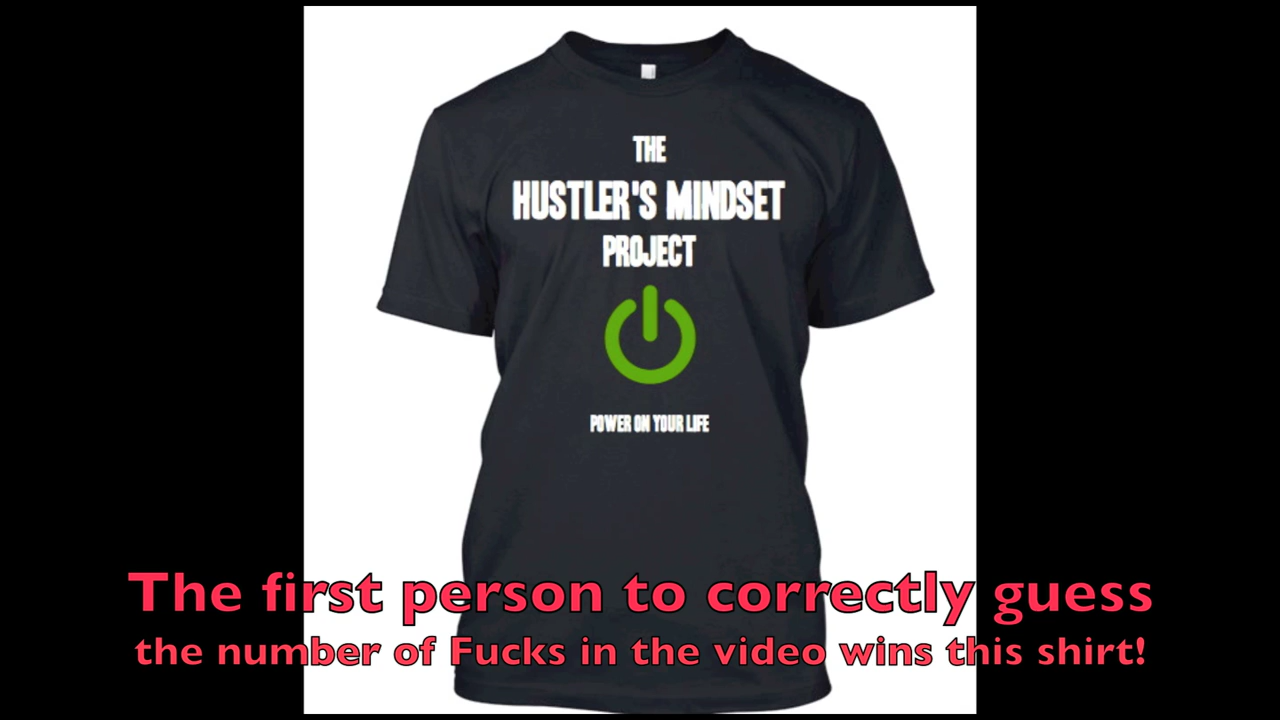 THE
HUSTLER'S MINDSET
PROJECT
POWER ON YOUR LIFE
The first person to correctly guess
the number of Fucks in the video wins this shirt!